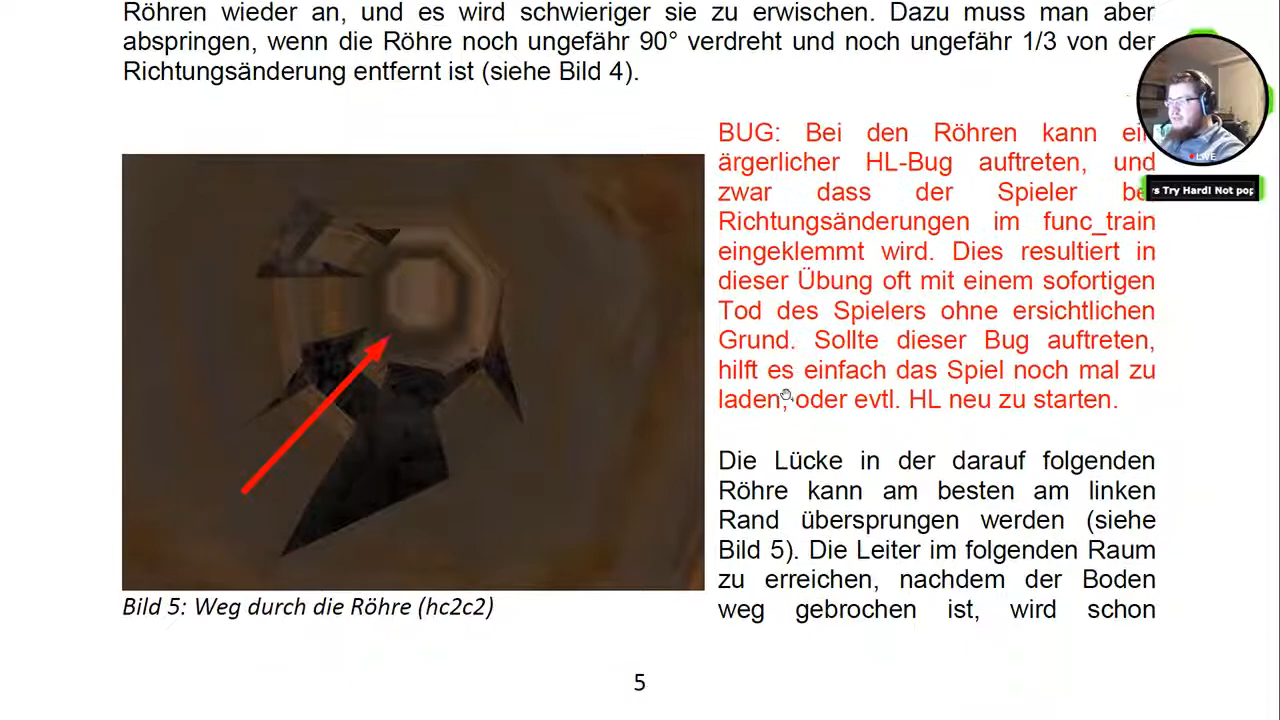 Röhren wieder an, und es wird schwieriger sie zu erwischen. Dazu muss man aber
abspringen, wenn die Röhre noch ungefähr 90° verdreht und noch ungefähr 1/3 von der
Richtungsänderung entfernt ist (siehe Bild 4).
BUG: Bei den Röhren kann ein
ärgerlicher HL-Bug auftreten, und
zwar dass der Spieler
Richtungsänderungen im func_train
eingeklemmt wird. Dies resultiert in
dieser Übung oft mit einem sofortigen
Tod des Spielers ohne ersichtlichen
Grund. Sollte dieser Bug auftreten,
hilft es einfach das Spiel noch mal zu
laden, oder evtl. HL neu zu starten.
Die Lücke in der darauf folgenden
Röhre kann am besten am linken
Rand übersprungen werden (siehe
Bild 5). Die Leiter im folgenden Raum
zu erreichen, nachdem der Boden
weg gebrochen ist, wird schon
Bild 5: Weg durch die Röhre (hc2c2)
5
LIVE
s Try Hard! Not pop